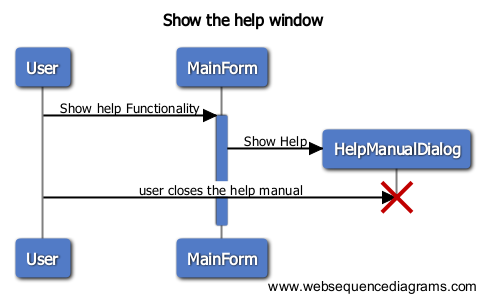 Show the help window
User
MainForm
Show help Functionality
Show Help
HelpManualDialog
user closes the help manual
User
MainForm
www.websequencediagrams.com